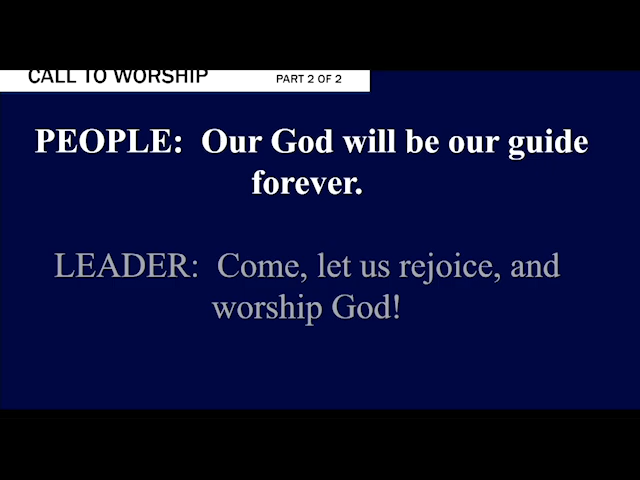 CALL TO WORSHIP PART 2 OF 2
PEOPLE: Our God will be our guide
forever.
LEADER: Come, let us rejoice, and
worship God!